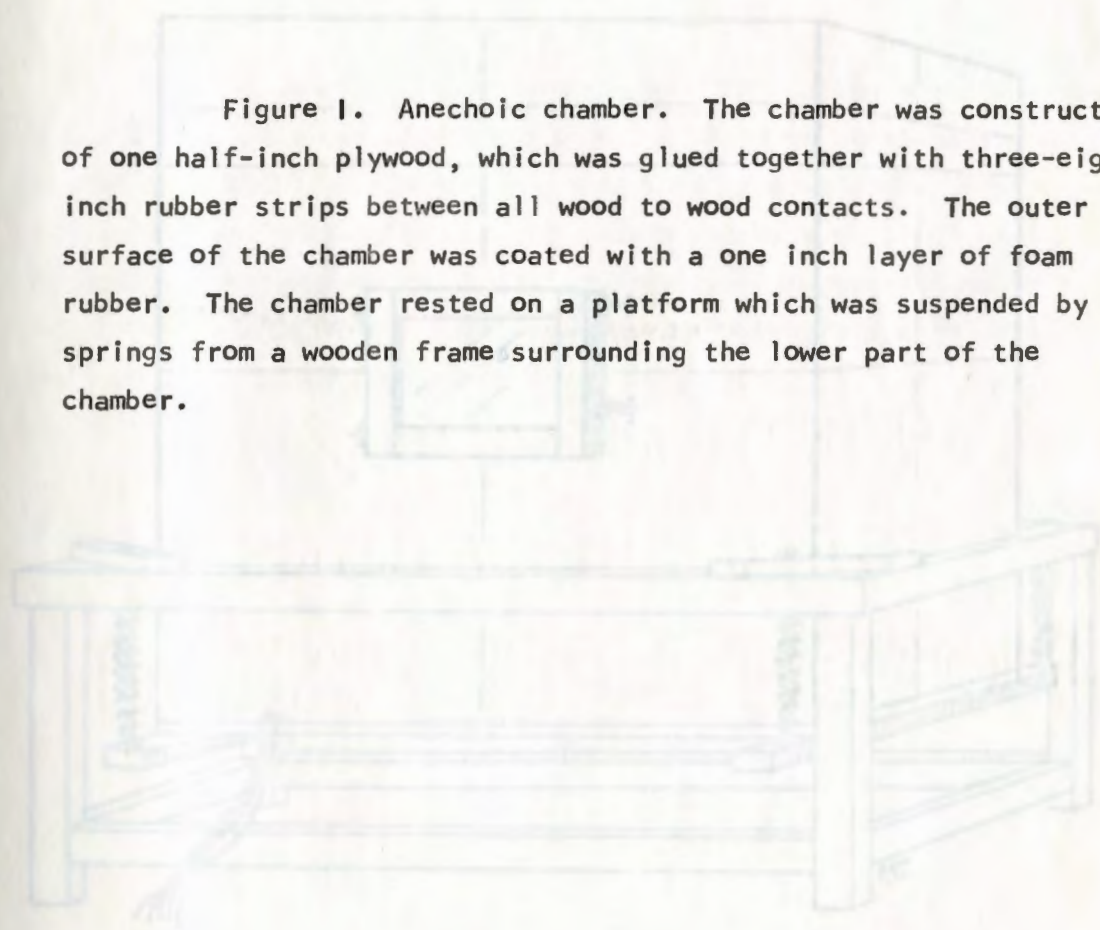 Figure 1. Anechoic chamber. The chamber was construct
of one half-inch plywood, which was glued together with three-eig
inch rubber strips between all wood to wood contacts. The outer
surface of the chamber was coated with a one inch layer of foam
rubber. The chamber rested on a platform which was suspended by
springs from a wooden frame surrounding the lower part of the
chamber.